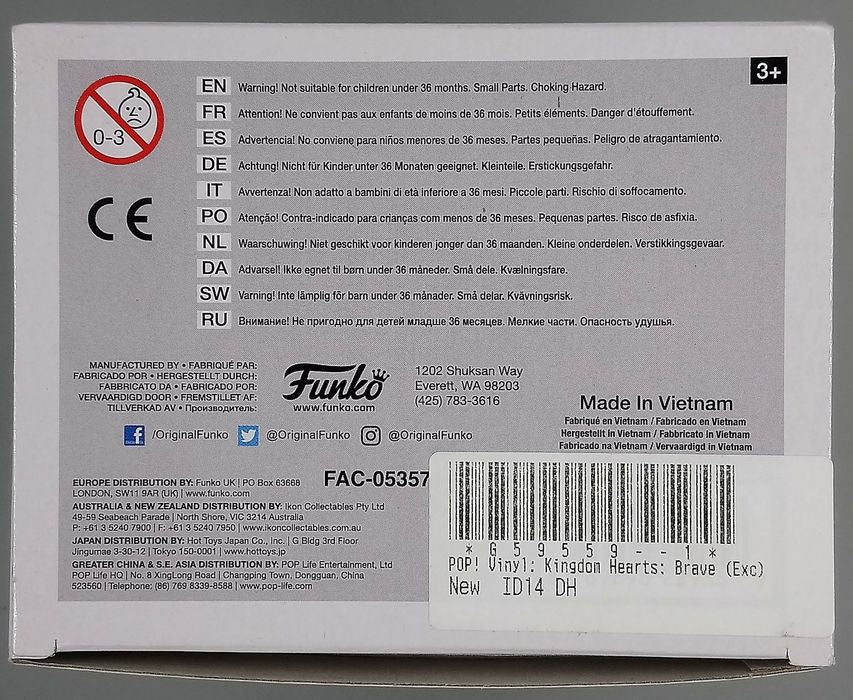 3+
0-3
EN Warning! Not suitable for children under 36 months. Small Parts. Choking Hazard.
FR Attention! Ne convient pas aux enfants de moins de 36 mois. Petits éléments. Danger d'étouffement.
ES Advertencia! No conviene para niños menores de 36 meses. Partes pequeñas. Peligro de atragantamiento.
DE Achtung! Nicht für Kinder unter 36 Monaten geeignet. Kleinteile. Erstickungsgefahr.
IT Avvertenza! Non adatto a bambini di età inferiore a 36 mesi. Piccole parti. Rischio di soffocamento.
PO Atenção! Contra-indicado para crianças com menos de 36 meses. Pequenas partes. Risco de asfixia.
NL Waarschuwing! Niet geschikt voor kinderen jonger dan 36 maanden. Kleine onderdelen. Verstikkingsgevaar.
DA Advarsel! Ikke egnet til børn under 36 måneder. Små dele. Kvælningsfare.
SW Varning! Inte lämplig för barn under 36 månader. Små delar. Kvävningsrisk.
RU Внимание! Не пригодно для детей младше 36 месяцев. Мелкие части. Опасность удушья.
CE
MANUFACTURED BY • FABRIQUÉ PAR:
FABRICADO POR • HERGESTELLT DURCH:
FABBRICATO DA • FABRICADO POR:
VERVAARDIGD DOOR • FREMSTILLET AF:
TILLVERKAD AV • Производитель:
Funko
www.funko.com
1202 Shuksan Way
Everett, WA 98203
(425) 783-3616
/OriginalFunko @OriginalFunko @OriginalFunko
Made In Vietnam
Fabriqué en Vietnam / Fabricado en Vietnam
Hergestellt in Vietnam / Fabbricato in Vietnam
Fabricado na Vietnam / Vervaardigd in Vietnam
FAC-05357
EUROPE DISTRIBUTION BY: Funko UK | PO Box 63668
LONDON, SW11 9AR (UK) | www.funko.com
AUSTRALIA & NEW ZEALAND DISTRIBUTION BY: Ikon Collectables Pty Ltd
49-59 Seabeach Parade | North Shore, VIC 3214 Australia
P: +61 3 5240 7900 | F: +61 3 5240 7950 | www.ikoncollectables.com.au
JAPAN DISTRIBUTION BY: Hot Toys Japan Co., Inc. | G Bldg 3rd Floor
Jingumae 3-30-12 | Tokyo 150-0001 | www.hottoys.jp
GREATER CHINA & S.E. ASIA DISTRIBUTION BY: POP Life Entertainment, Ltd
POP Life HQ | No. 8 XingLong Road | Changping Town, Dongguan, China
523560 | Telephone: (86) 769 8339-8588 | www.pop-life.com
* G 5 9 5 5 9 - - 1 *
POP! Vinyl: Kingdom Hearts: Brave (Exc)
New ID14 DH